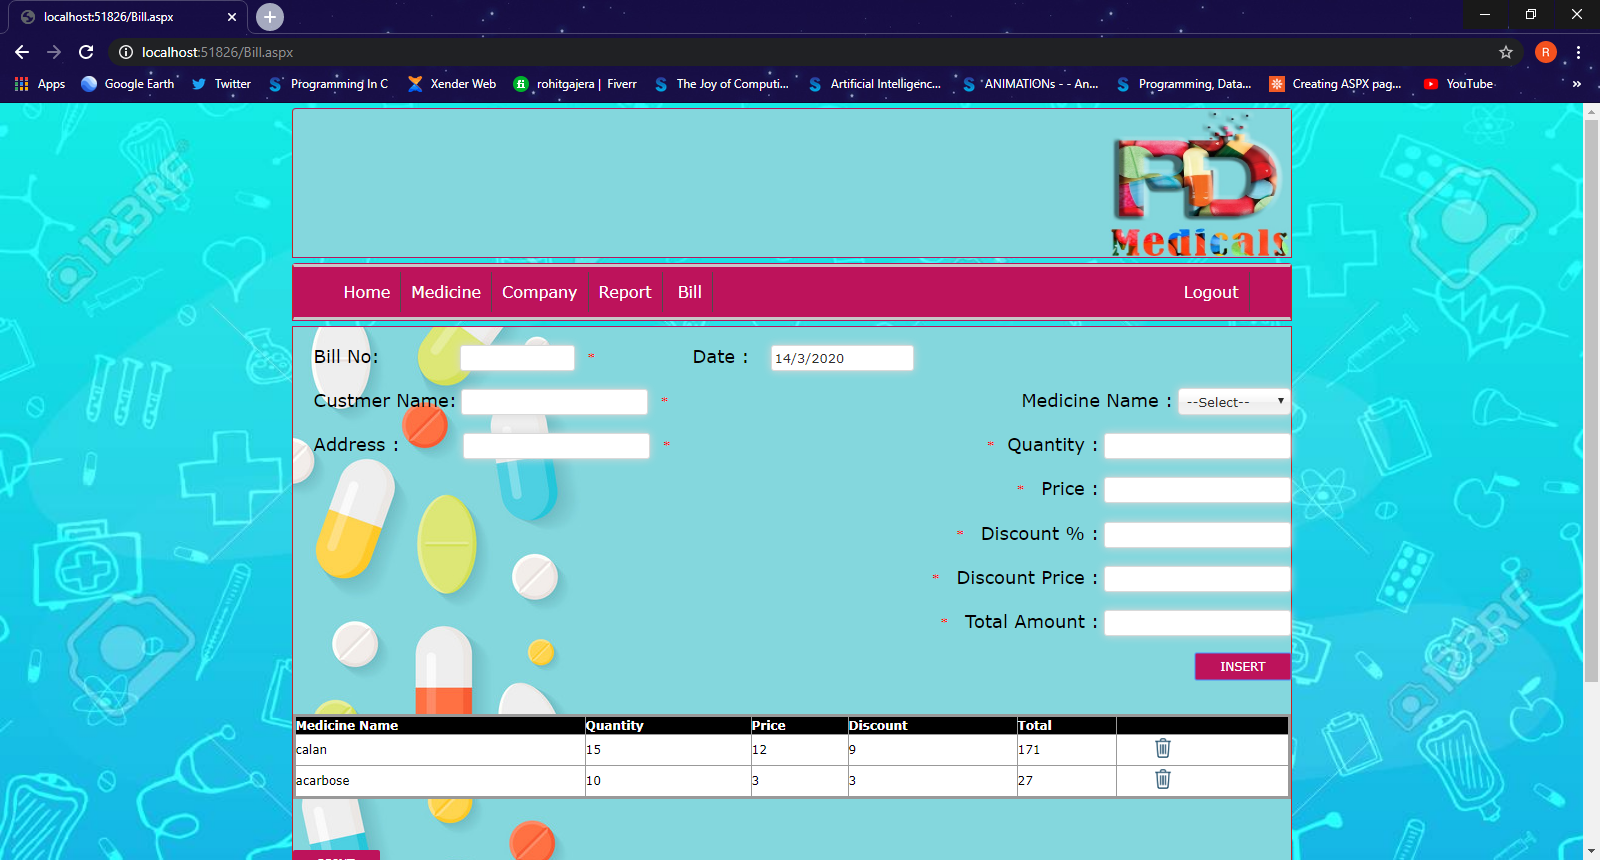 localhost:51826/Bill.aspx
localhost:51826/Bill.aspx
R
Apps Google Earth Twitter Programming In C Xender Web rohitgajera | Fiverr The Joy of Computi... Artificial Intelligenc... ANIMATIONs - - An... Programming, Data... Creating ASPX pag... YouTube »
PD
Medicals
Home Medicine Company Report Bill Logout
Bill No: * Date : 14/3/2020
Custmer Name: * Medicine Name : --Select--
Address : * * Quantity :
* Price :
* Discount % :
* Discount Price :
* Total Amount :
INSERT
Medicine Name Quantity Price Discount Total
calan 15 12 9 171
acarbose 10 3 3 27
123RF
123RF